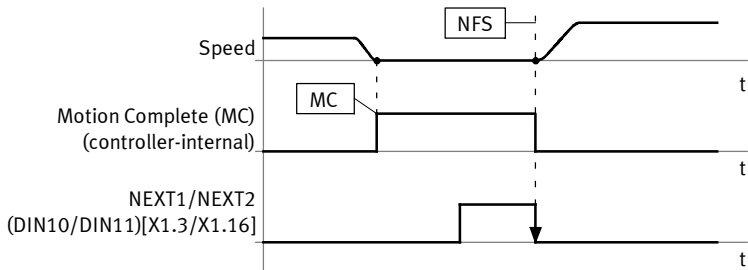 NFS
Speed
t
MC
Motion Complete (MC)
(controller-internal)
t
NEXT1/NEXT2
(DIN10/DIN11)[X1.3/X1.16]
t